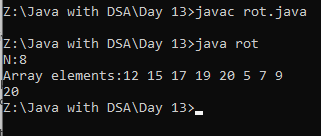 Z:\Java with DSA\Day 13>javac rot.java
Z:\Java with DSA\Day 13>java rot
N:8
Array elements:12 15 17 19 20 5 7 9
20
Z:\Java with DSA\Day 13>